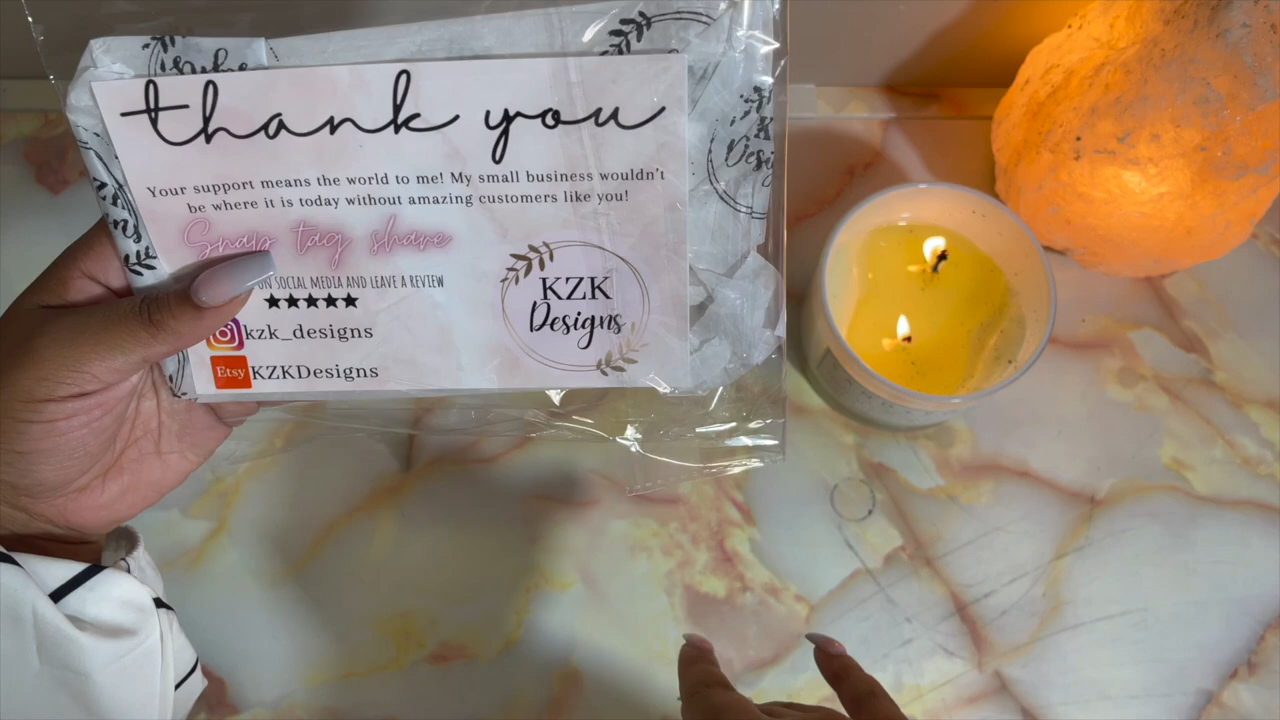 thank you
Your support means the world to me! My small business wouldn't
be where it is today without amazing customers like you!
Snap tag share
ON SOCIAL MEDIA AND LEAVE A REVIEW
kzk_designs
Etsy KZKDesigns
KZK
Designs